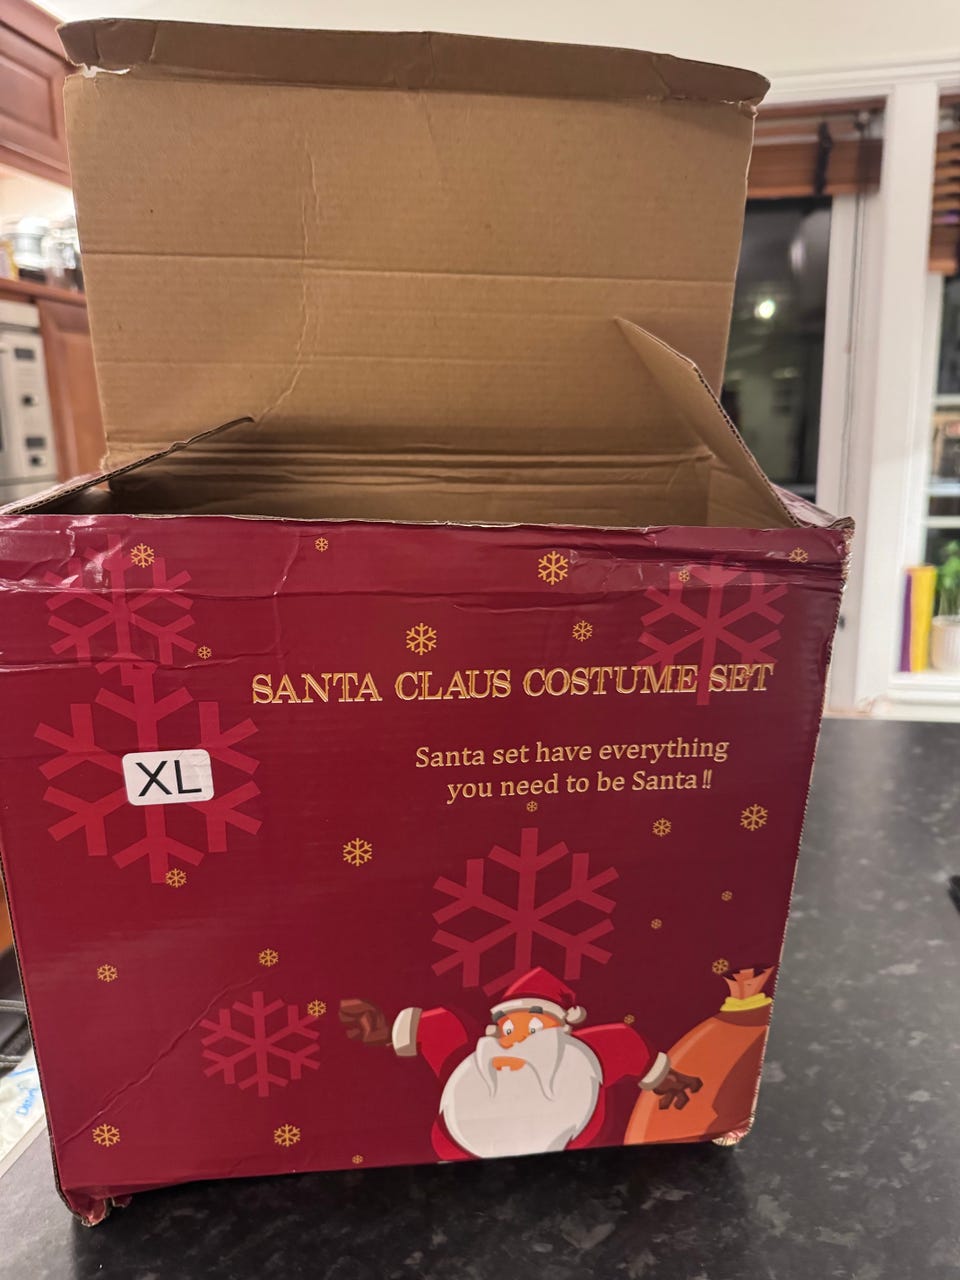 SANTA CLAUS COSTUME SET
Santa set have everything
you need to be Santa!!
XL